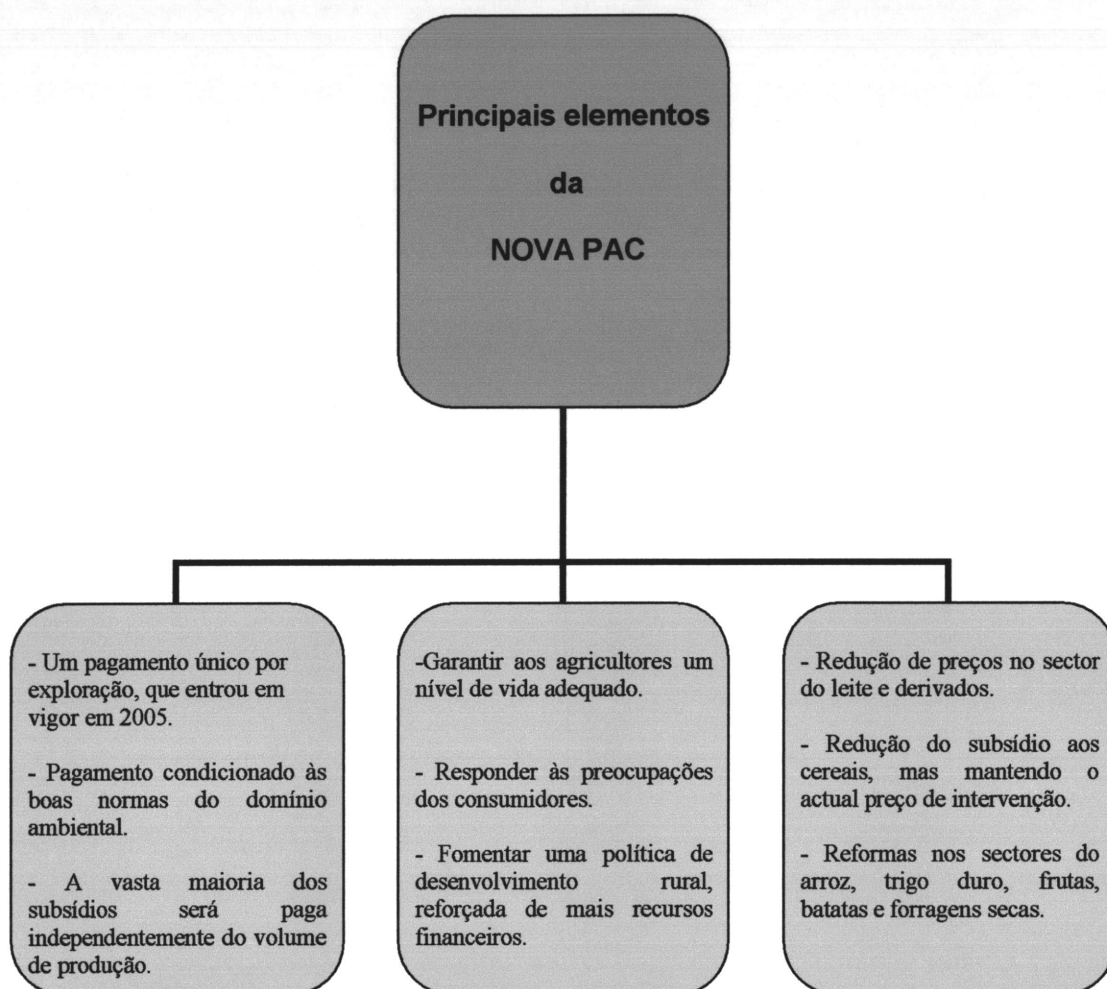 Principais elementos
da
NOVA PAC
- Um pagamento único por
exploração, que entrou em
vigor em 2005.
- Pagamento condicionado às
boas normas do domínio
ambiental.
- A vasta maioria dos
subsídios será paga
independentemente do volume
de produção.
-Garantir aos agricultores um
nível de vida adequado.
- Responder às preocupações
dos consumidores.
- Fomentar uma política de
desenvolvimento rural,
reforçada de mais recursos
financeiros.
- Redução de preços no sector
do leite e derivados.
- Redução do subsídio aos
cereais, mas mantendo o
actual preço de intervenção.
- Reformas nos sectores do
arroz, trigo duro, frutas,
batatas e forragens secas.